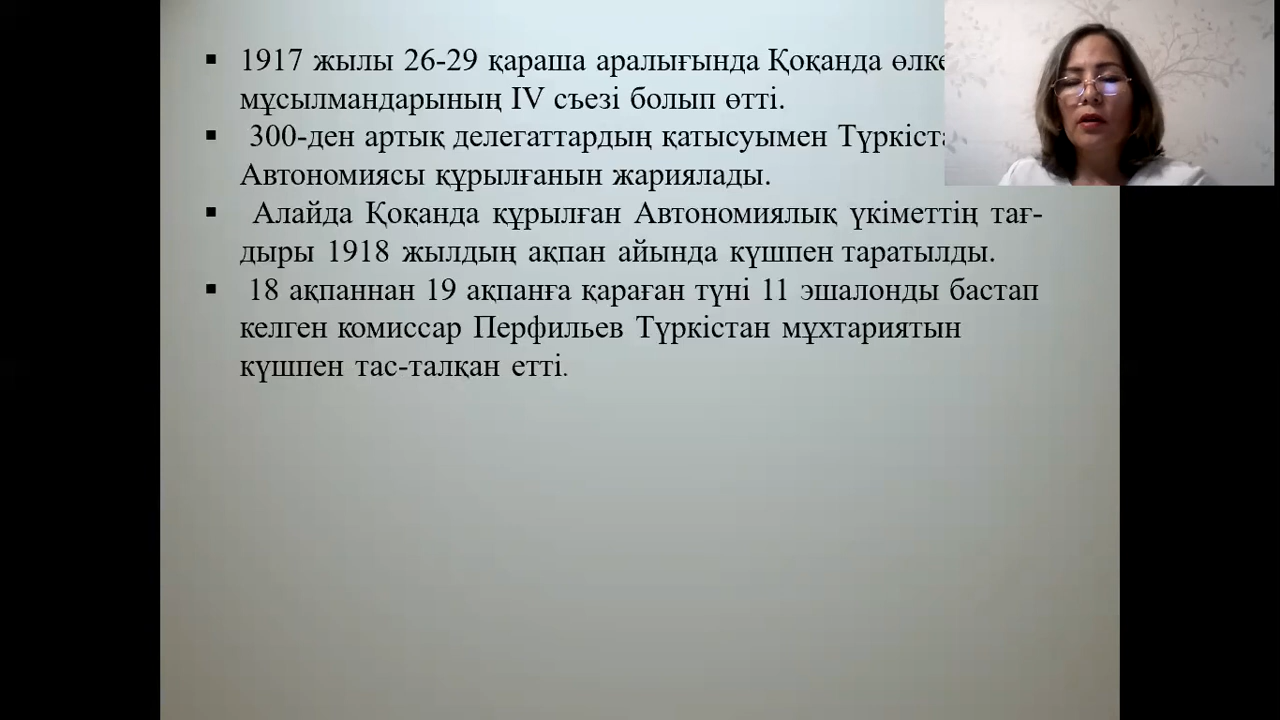 1917 жылы 26-29 қараша аралығында Қоқанда
мұсылмандарының IV съезі болып өтті.
300-ден артық делегаттардың қатысуымен
Автономиясы құрылғанын жариялады.
Алайда Қоқанда құрылған Автономиялық үкіметтің тағ-
дыры 1918 жылдың ақпан айында күшпен таратылды.
18 ақпаннан 19 ақпанға қараған түні 11 эшалонды бастап
келген комиссар Перфильев Түркістан мұхтариятын
күшпен тас-талқан етті.